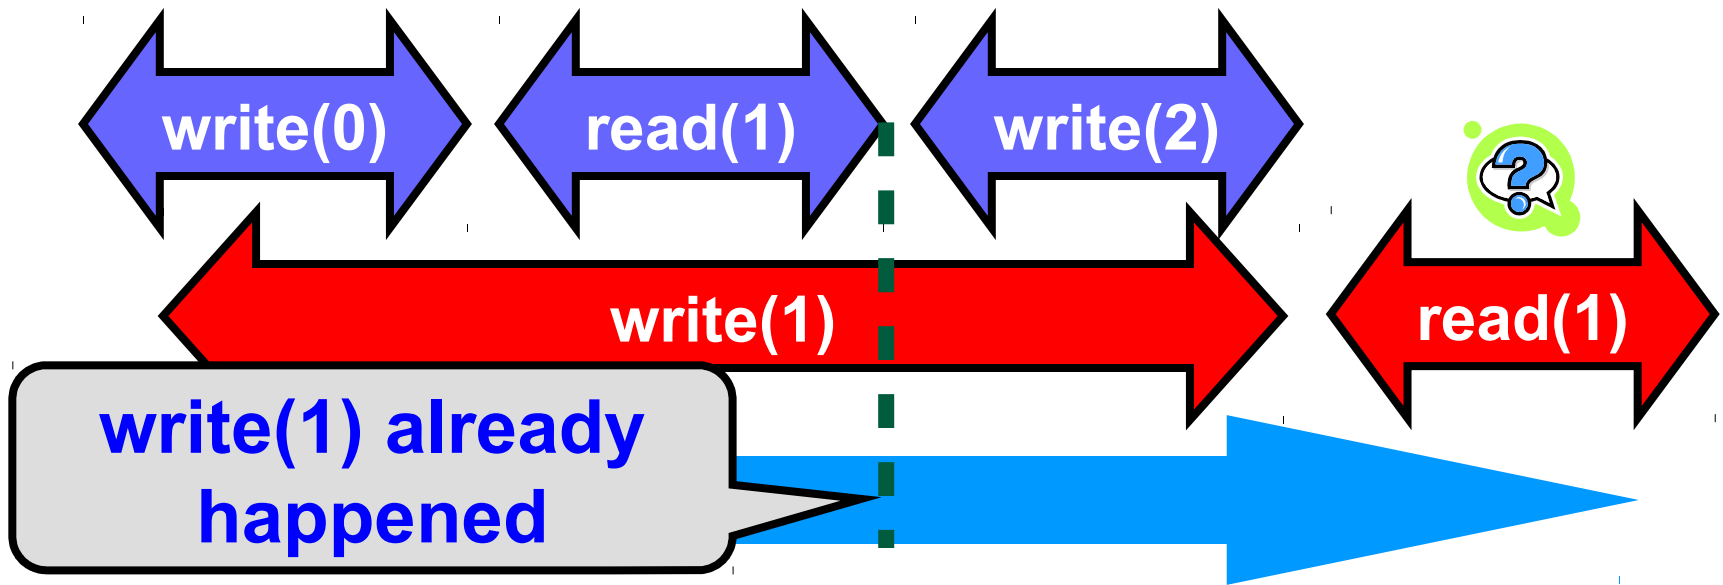 write(0)
read(1)
write(2)
?
write(1)
read(1)
write(1) already
happened